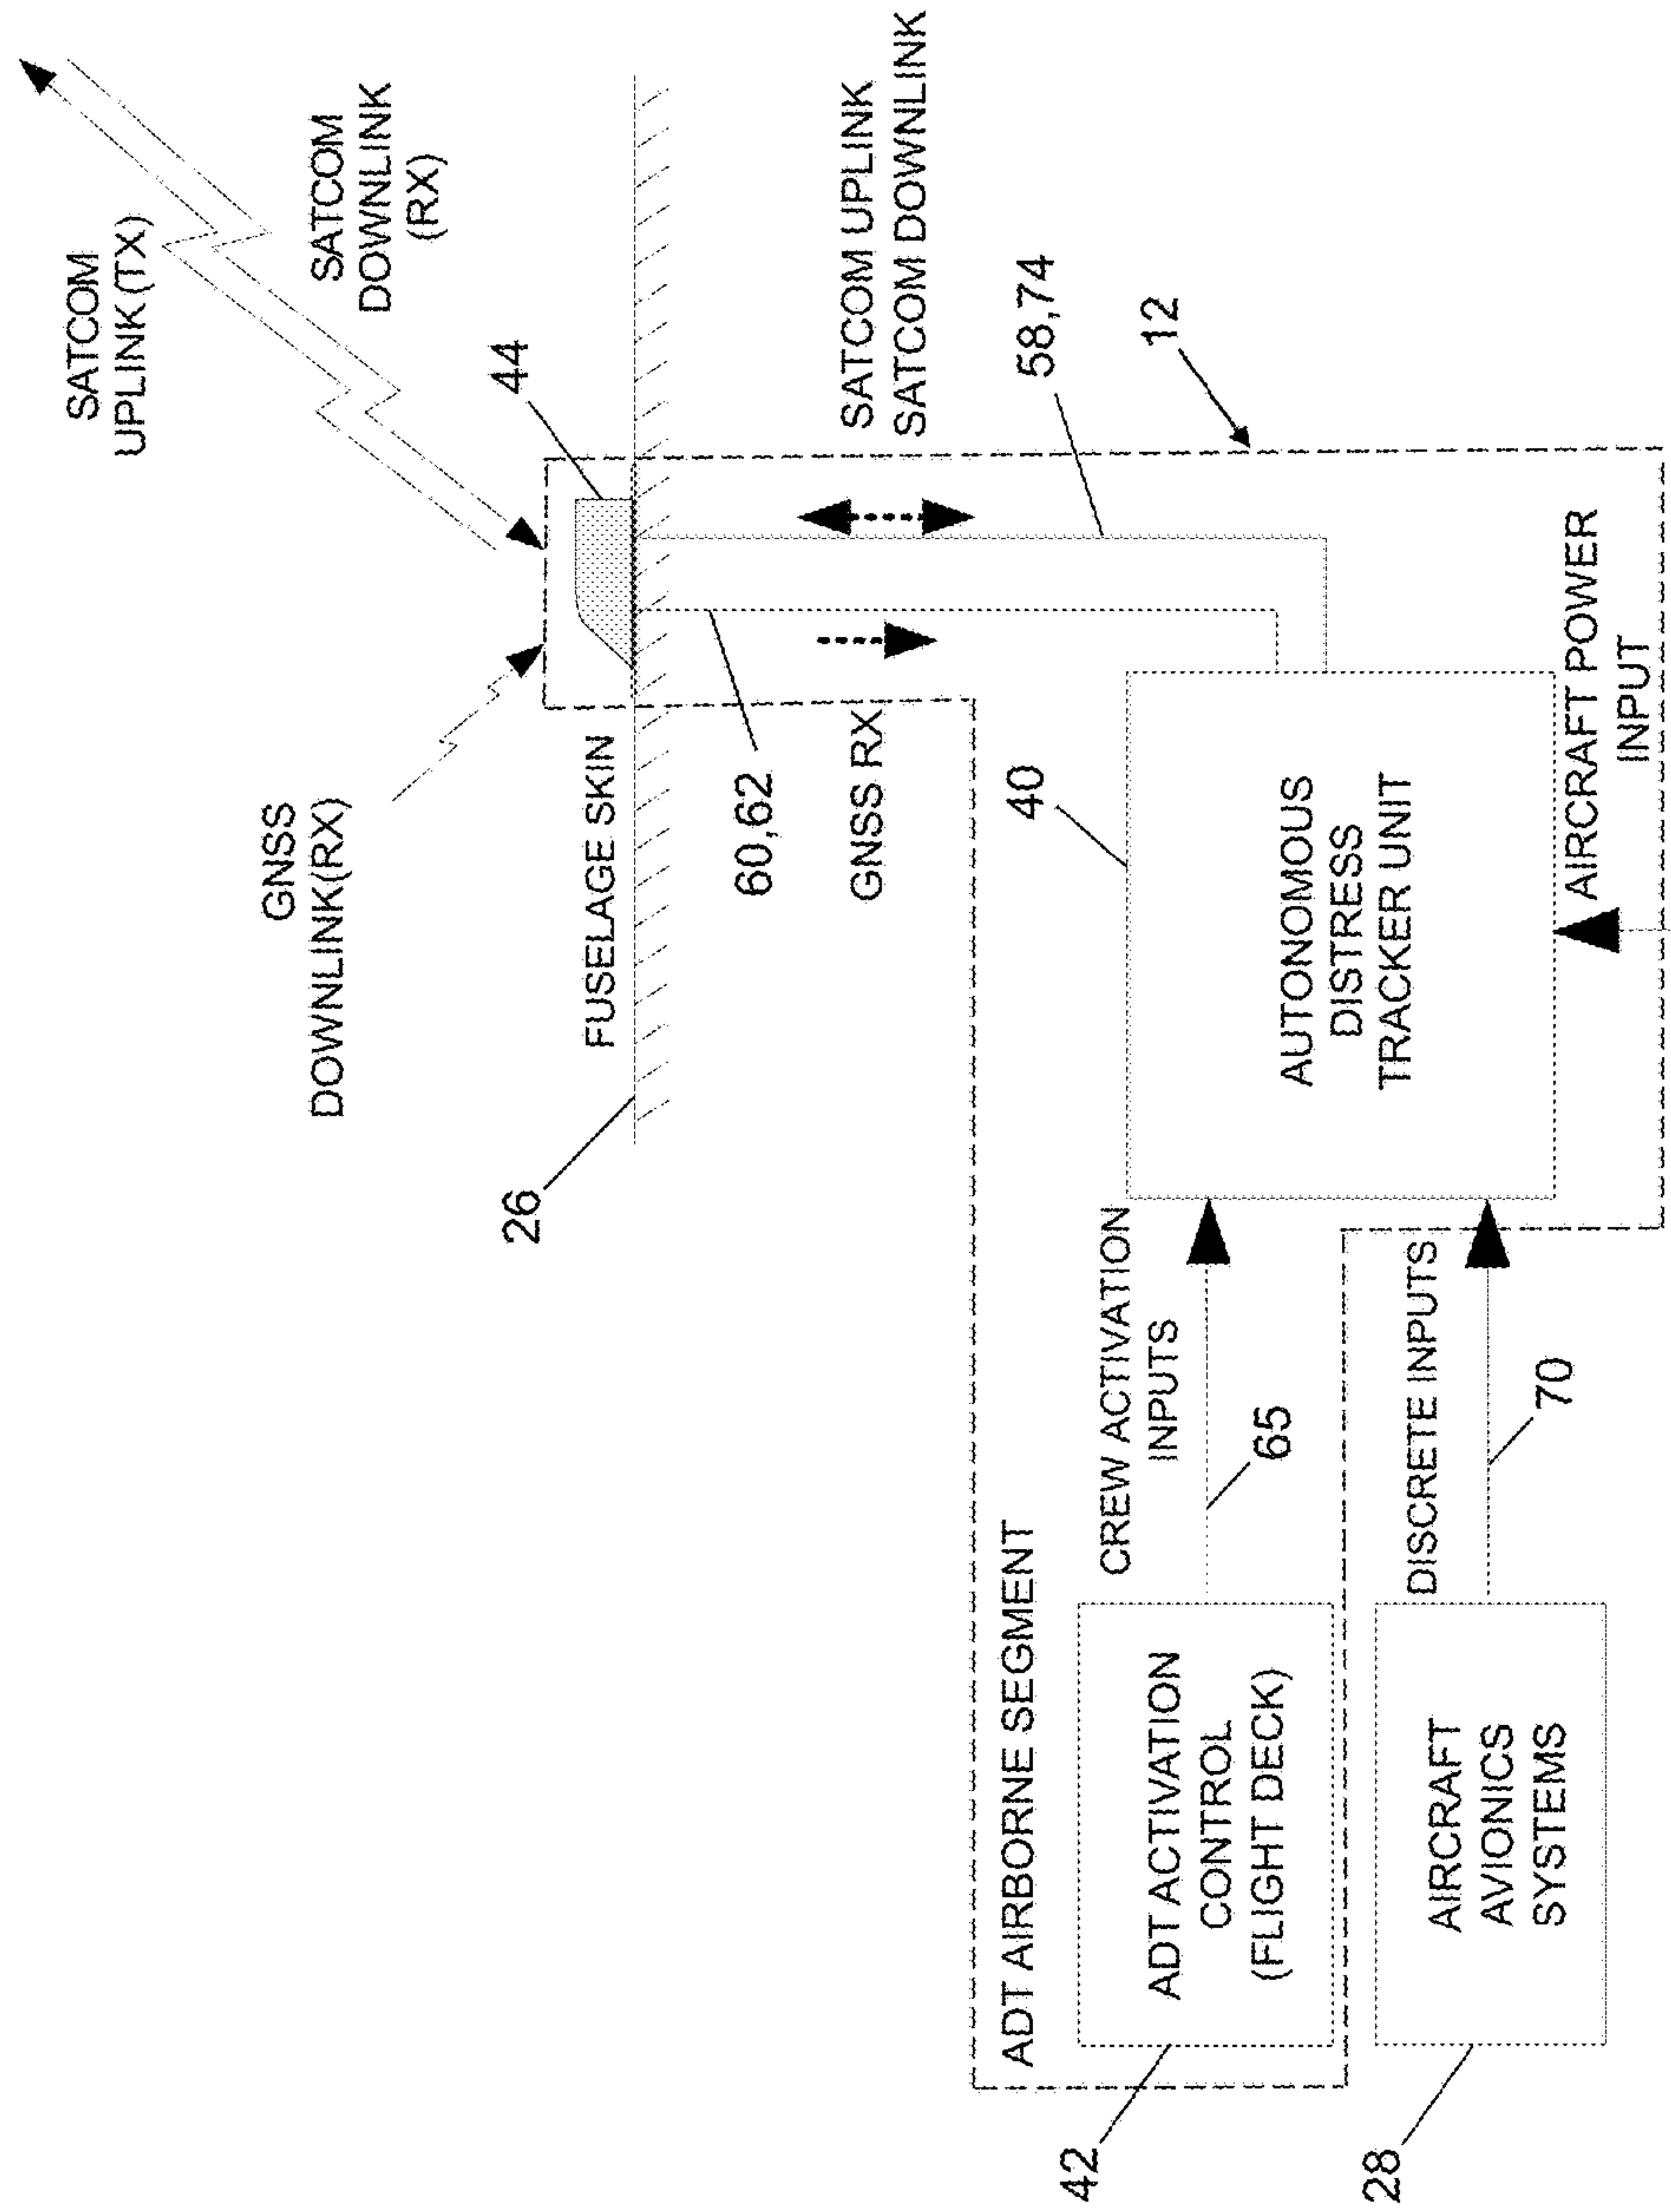 SATCOM
UPLINK(TX)
SATCOM
DOWNLINK
(RX)
GNSS
DOWNLINK(RX)
44
FUSELAGE SKIN
26
60,62
GNSS RX
SATCOM UPLINK
SATCOM DOWNLINK
58,74
12
ADT AIRBORNE SEGMENT
40
AUTONOMOUS
DISTRESS
TRACKER UNIT
AIRCRAFT POWER
INPUT
CREW ACTIVATION
INPUTS
65
ADT ACTIVATION
CONTROL
(FLIGHT DECK)
42
DISCRETE INPUTS
70
AIRCRAFT
AVIONICS
SYSTEMS
28